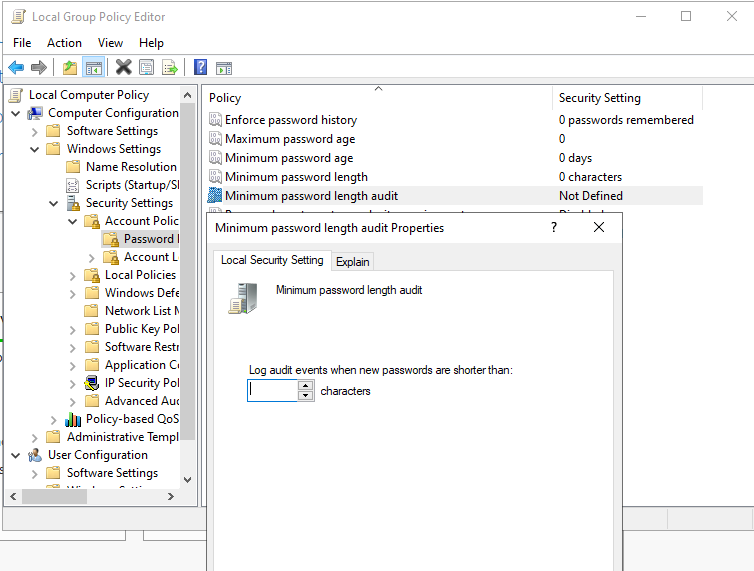 Local Group Policy Editor
File Action View Help
Local Computer Policy
Computer Configuration
Software Settings
Windows Settings
Name Resolution
Scripts (Startup/Sh
Security Settings
Account Polic
Password
Account L
Local Policies
Windows Defe
Network List M
Public Key Pol
Software Restr
Application C
IP Security Pol
Advanced Aud
Policy-based QoS
Administrative Templ
User Configuration
Software Settings
Policy Security Setting
Enforce password history 0 passwords remembered
Maximum password age 0
Minimum password age 0 days
Minimum password length 0 characters
Minimum password length audit Not Defined
Minimum password length audit Properties
? 
Local Security Setting Explain
Minimum password length audit
Log audit events when new passwords are shorter than:
characters